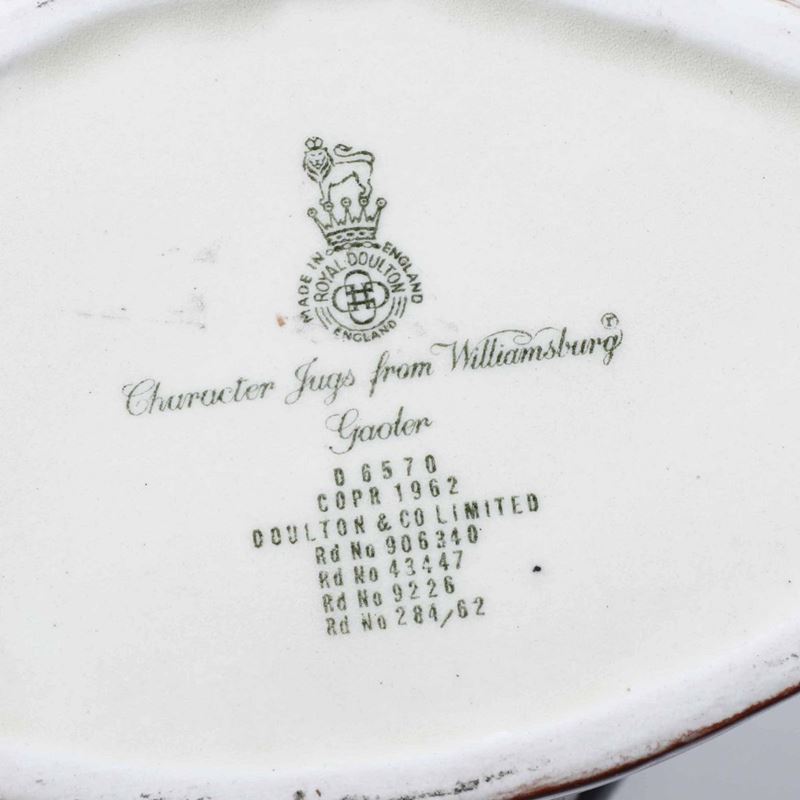 MADE IN ENGLAND
ROYAL DOULTON
ENGLAND
Character Jugs from Williamsburg ⓡ
Gaoler
D 6570
COPR 1962
DOULTON & CO LIMITED
Rd No 906340
Rd No 43447
Rd No 9226
Rd No 284/62